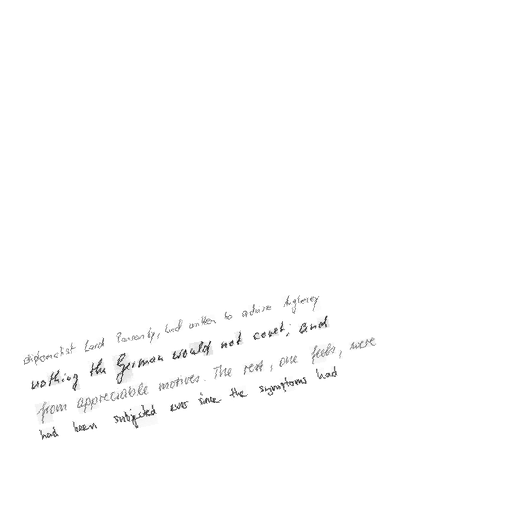 diplomatist Lord Ponsonby, had written to advise Aghersey
nothing the German would not covet; and
from appreciable motives. The rest, one feels, were
had been subjected ever since the symptoms had